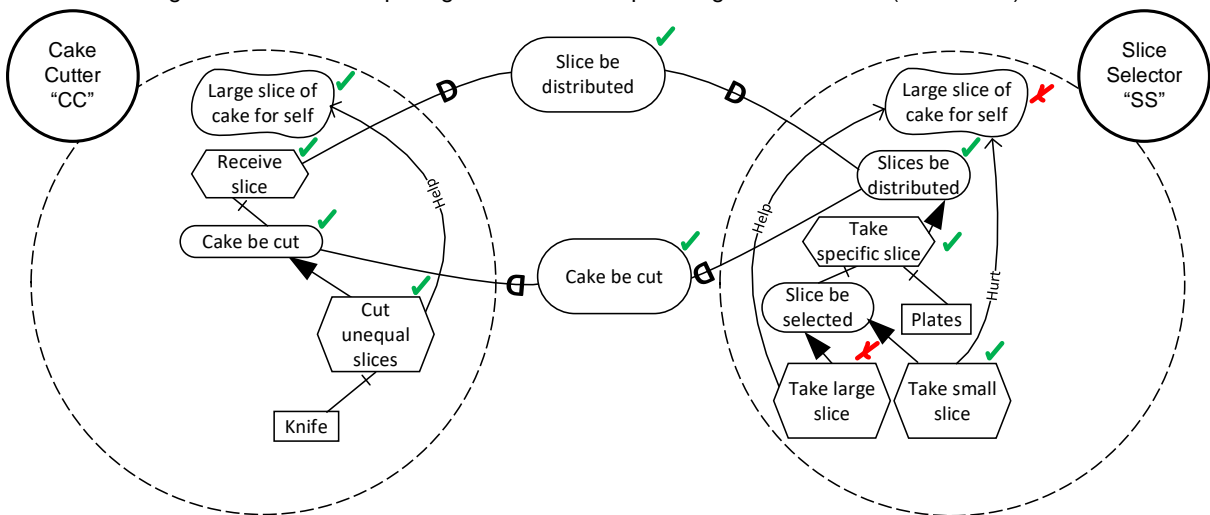 Cake
Cutter
“CC”
Large slice of
cake for self
Receive
slice
Cake be cut
Cut
unequal
slices
Knife
Help
D
Slice be
distributed
D
D
Cake be cut
D
Slice
Selector
“SS”
Large slice of
cake for self
Slices be
distributed
Take
specific slice
Slice be
selected
Plates
Take large
slice
Take small
slice
Help
Hurt